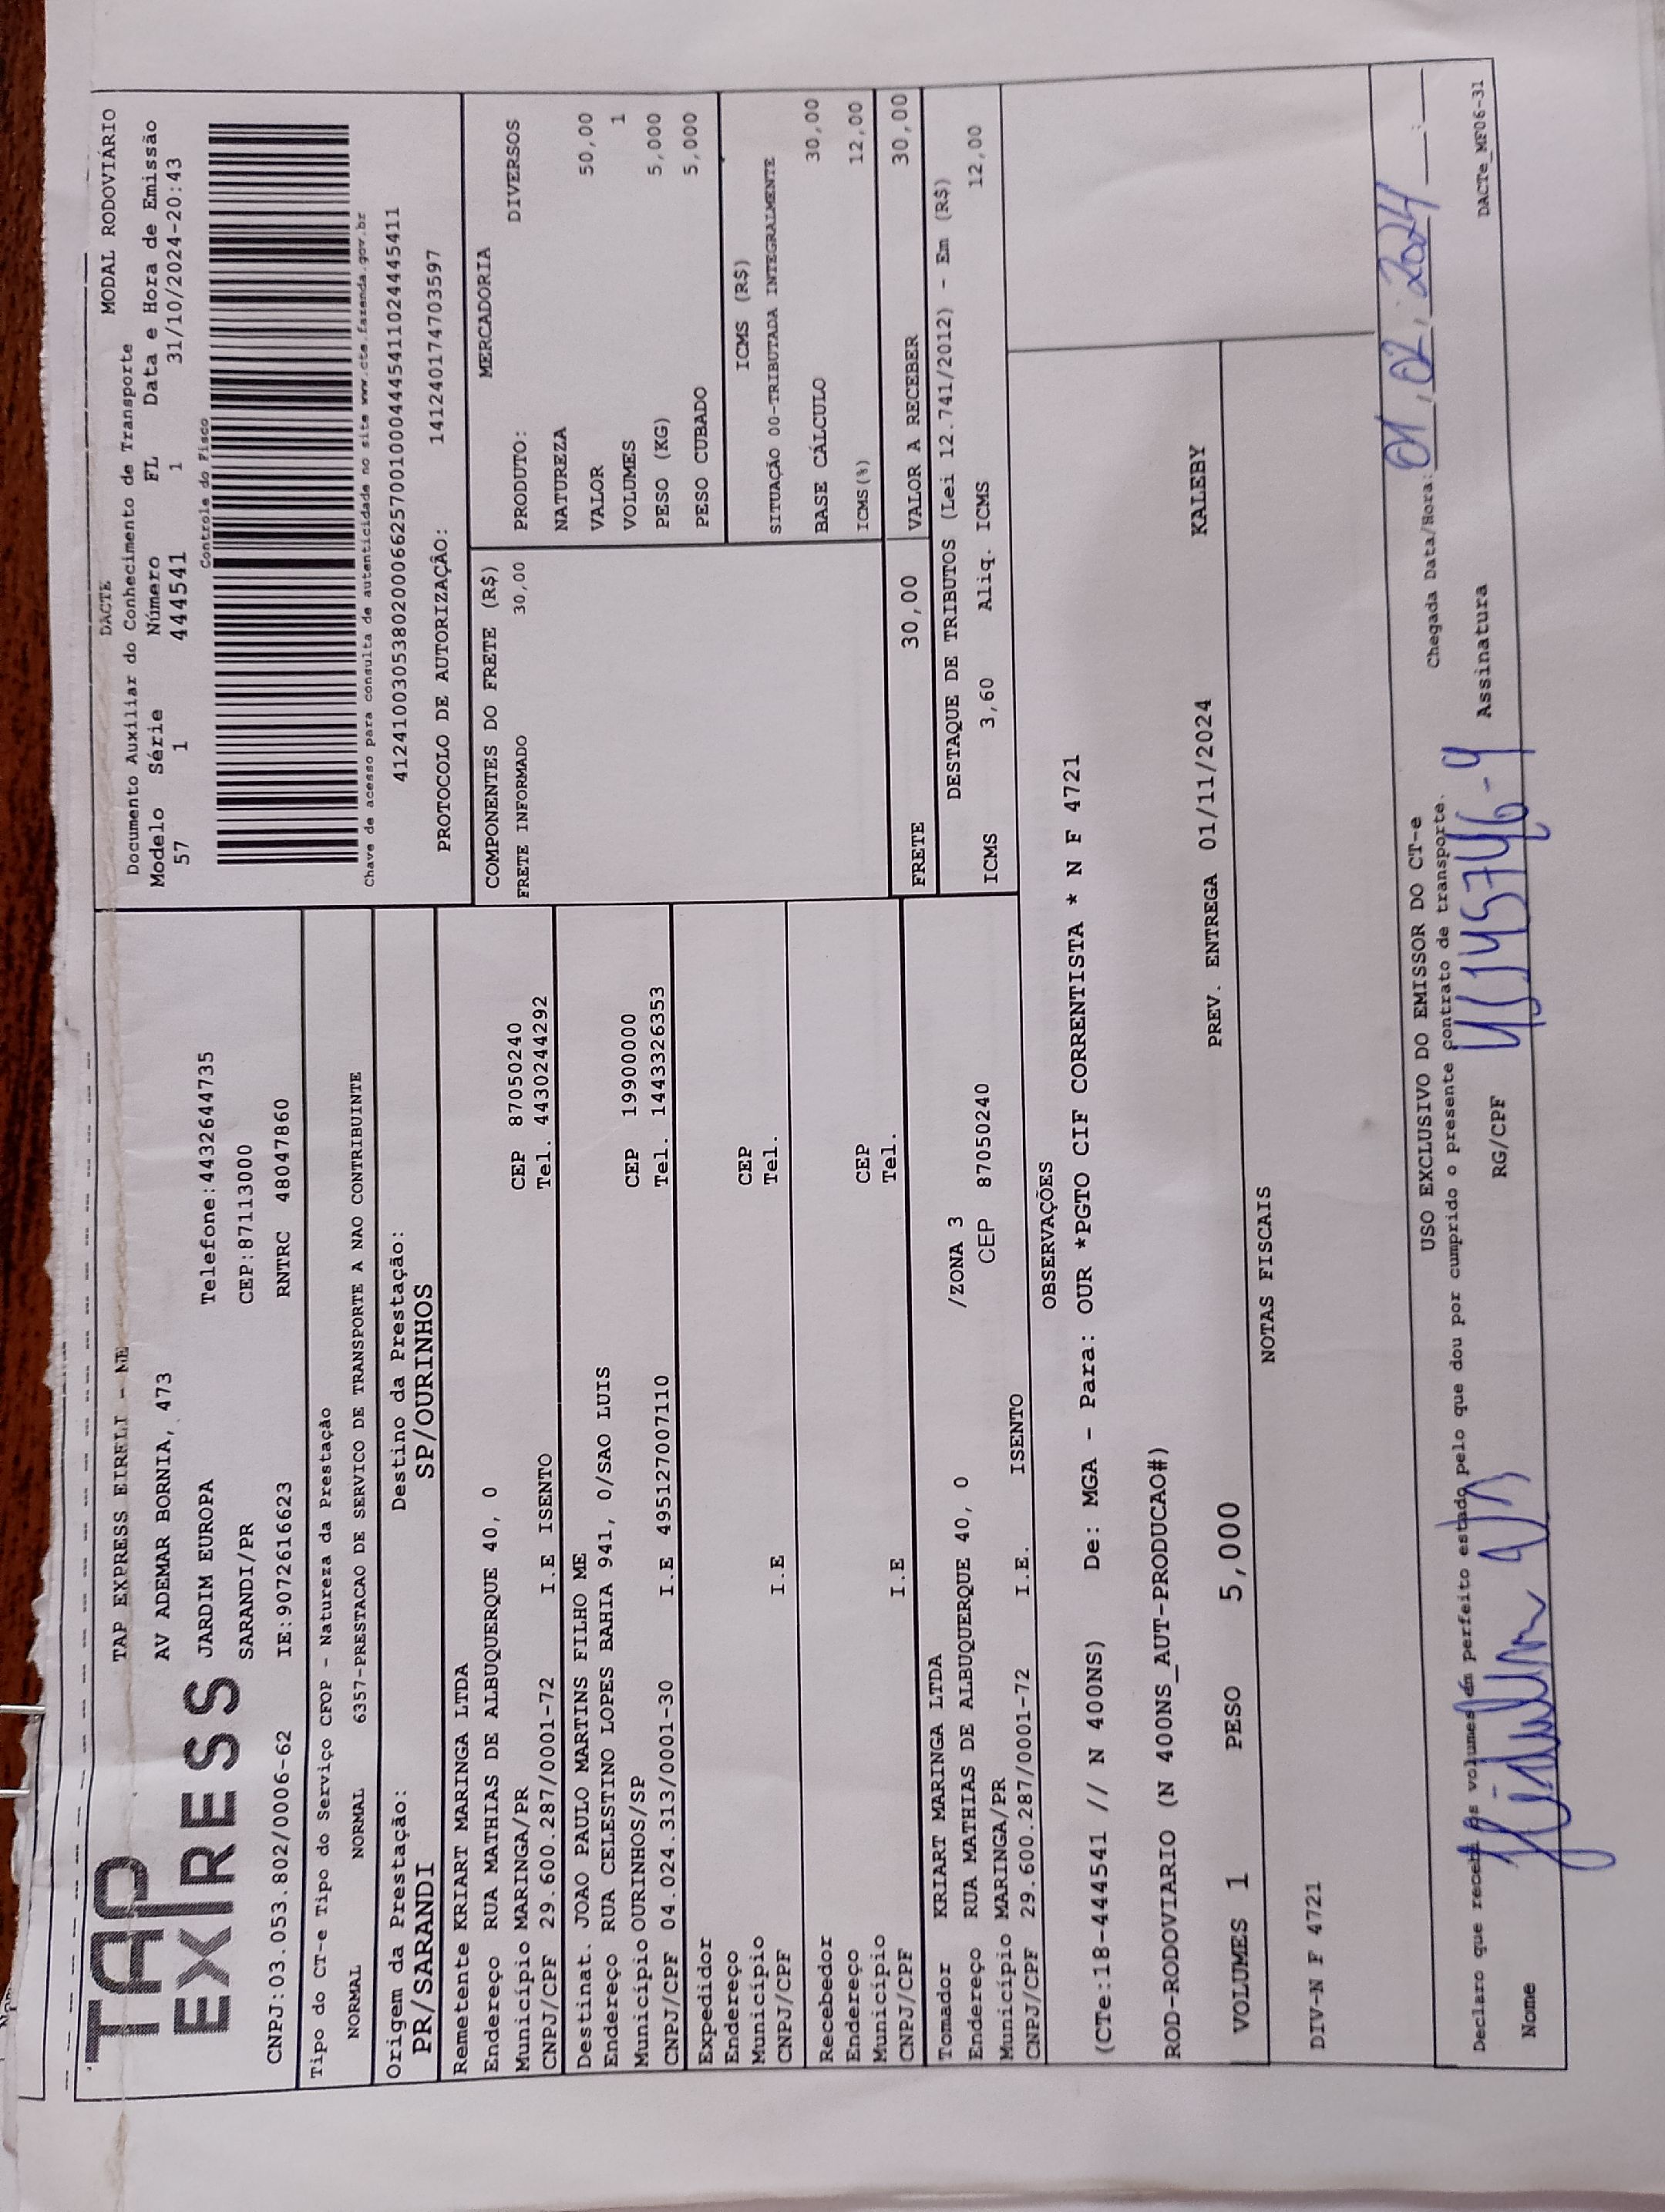 TAP
EX/RESS
TAP EXPRESS EIRELI - ME
AV ADEMAR BORNIA, 473
JARDIM EUROPA Telefone:4432644735
SARANDI/PR CEP:87113000
CNPJ:03.053.802/0006-62 IE:9072616623 RNTRC 48047860
DACTE MODAL RODOVIÁRIO
Documento Auxiliar do Conhecimento de Transporte
Modelo Série Número FL Data e Hora de Emissão
57 1 444541 1 31/10/2024-20:43
Controle do Fisco
Chave de acesso para consulta de autenticidade no site www.cte.fazenda.gov.br
41241003053802000662570010004445411024445411
PROTOCOLO DE AUTORIZAÇÃO: 141240174703597
Tipo do CT-e Tipo do Serviço CFOP - Natureza da Prestação
NORMAL NORMAL 6357-PRESTACAO DE SERVICO DE TRANSPORTE A NAO CONTRIBUINTE
Origem da Prestação: Destino da Prestação:
PR/SARANDI SP/OURINHOS
Remetente KRIART MARINGA LTDA
Endereço RUA MATHIAS DE ALBUQUERQUE 40, 0
Município MARINGA/PR CEP 87050240
CNPJ/CPF 29.600.287/0001-72 I.E ISENTO Tel. 4430244292
Destinat. JOAO PAULO MARTINS FILHO ME
Endereço RUA CELESTINO LOPES BAHIA 941, 0/SAO LUIS
Município OURINHOS/SP CEP 19900000
CNPJ/CPF 04.024.313/0001-30 I.E 495127007110 Tel. 1433326353
Expedidor
Endereço
Município CEP
CNPJ/CPF I.E Tel.
Recebedor
Endereço
Município CEP
CNPJ/CPF I.E Tel.
Tomador KRIART MARINGA LTDA
Endereço RUA MATHIAS DE ALBUQUERQUE 40, 0 /ZONA 3
Município MARINGA/PR CEP 87050240
CNPJ/CPF 29.600.287/0001-72 I.E. ISENTO
COMPONENTES DO FRETE (R$)
FRETE INFORMADO 30,00
MERCADORIA
PRODUTO: DIVERSOS
NATUREZA
VALOR 50,00
VOLUMES 1
PESO (KG) 5,000
PESO CUBADO 5,000
ICMS (R$)
SITUAÇÃO 00-TRIBUTADA INTEGRALMENTE
BASE CÁLCULO 30,00
ICMS(%) 12,00
FRETE 30,00 VALOR A RECEBER 30,00
DESTAQUE DE TRIBUTOS (Lei 12.741/2012) - Em (R$)
ICMS 3,60 Aliq. ICMS 12,00
OBSERVAÇÕES
(CTe:18-444541 // N 400NS) De: MGA - Para: OUR *PGTO CIF CORRENTISTA * N F 4721
ROD-RODOVIARIO (N 400NS_AUT-PRODUCAO#)
VOLUMES 1 PESO 5,000 PREV. ENTREGA 01/11/2024 KALEBY
NOTAS FISCAIS
DIV-N F 4721
USO EXCLUSIVO DO EMISSOR DO CT-e
Declaro que recebi os volumes em perfeito estado pelo que dou por cumprido o presente contrato de transporte.
Chegada Data/Hora: 01/02/2024 __:__
Nome RG/CPF Assinatura
DACTe_MF06-31